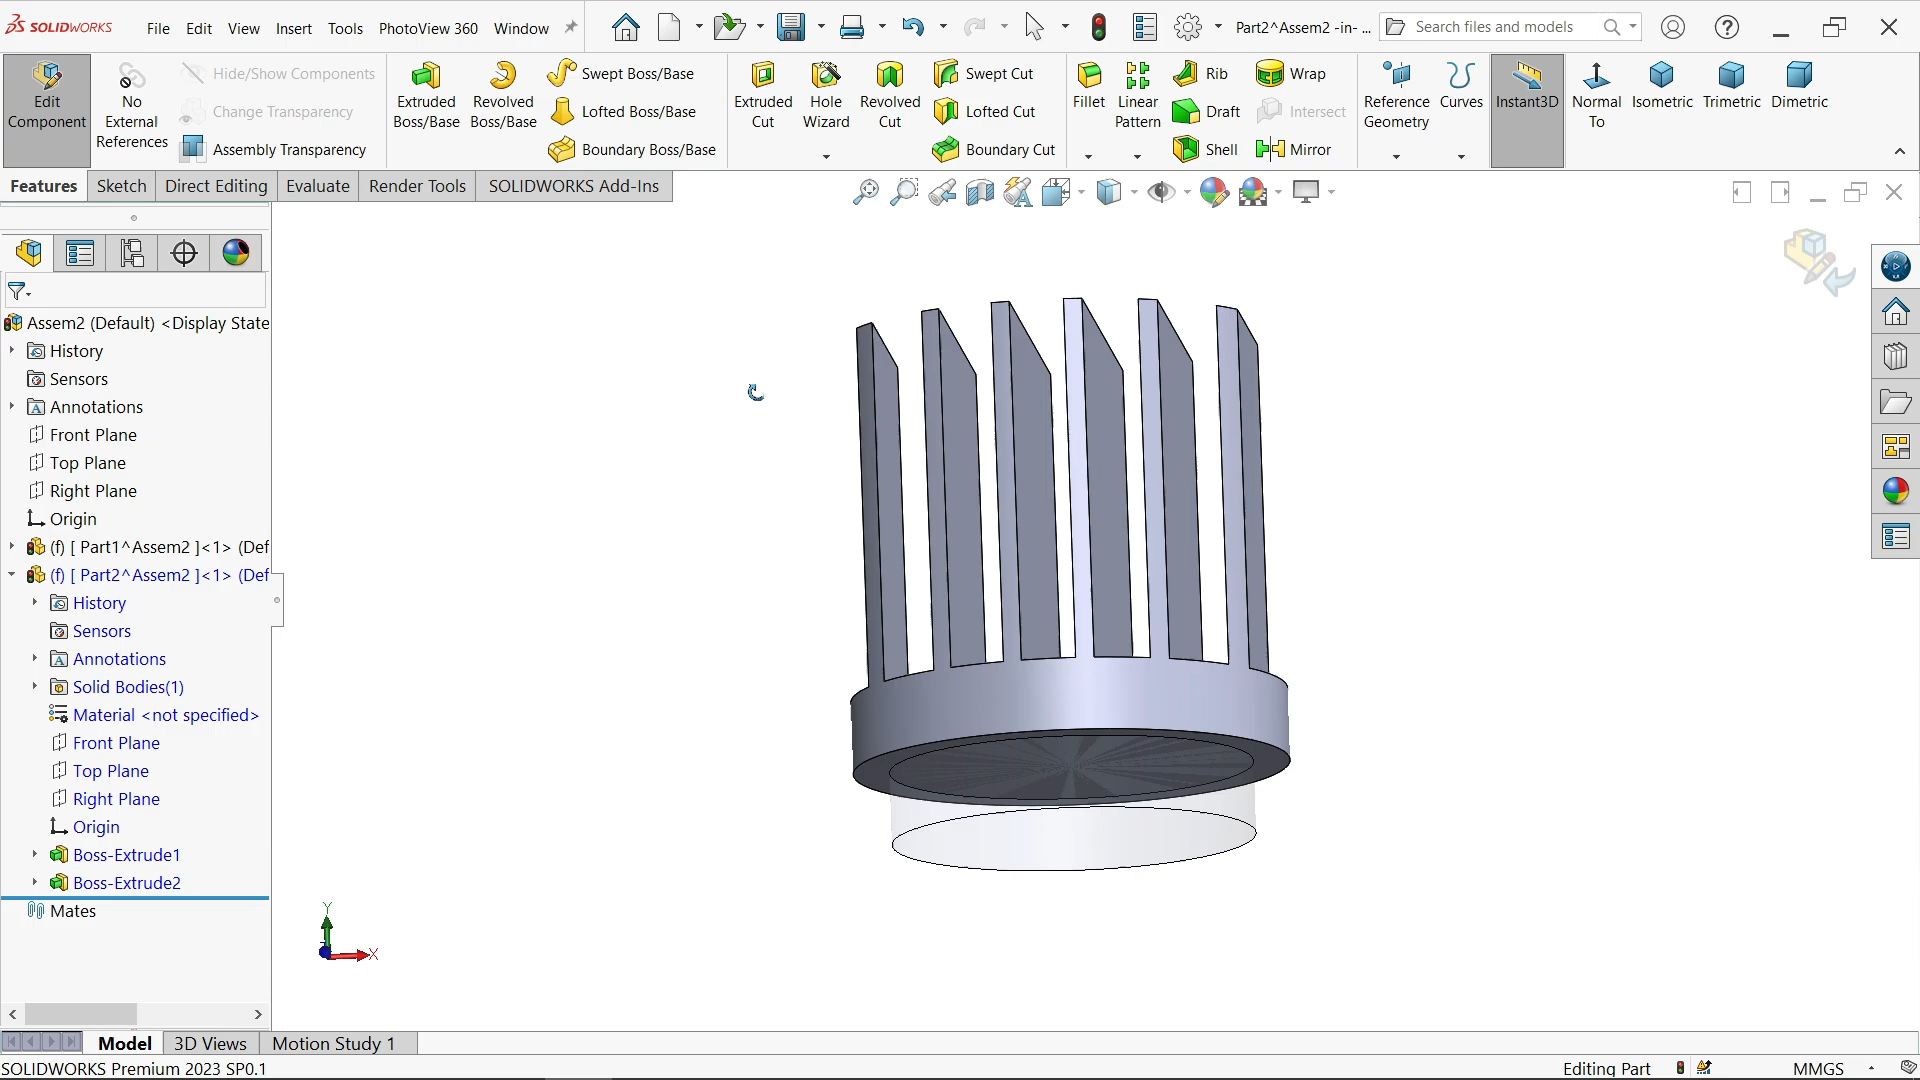 SOLIDWORKS File Edit View Insert Tools PhotoView 360 Window Part2^Assem2 -in- ... Search files and models
Edit Component
No External References
Hide/Show Components
Change Transparency
Assembly Transparency
Extruded Boss/Base
Revolved Boss/Base
Swept Boss/Base
Lofted Boss/Base
Boundary Boss/Base
Extruded Cut
Hole Wizard
Revolved Cut
Swept Cut
Lofted Cut
Boundary Cut
Fillet
Linear Pattern
Rib
Draft
Shell
Wrap
Intersect
Mirror
Reference Geometry
Curves
Instant3D
Normal To
Isometric
Trimetric
Dimetric
Features Sketch Direct Editing Evaluate Render Tools SOLIDWORKS Add-Ins
Assem2 (Default) <Display State
History
Sensors
Annotations
Front Plane
Top Plane
Right Plane
Origin
(f) [ Part1^Assem2 ]<1> (Def
(f) [ Part2^Assem2 ]<1> (Def
History
Sensors
Annotations
Solid Bodies(1)
Material <not specified>
Front Plane
Top Plane
Right Plane
Origin
Boss-Extrude1
Boss-Extrude2
Mates
Y
X
Model 3D Views Motion Study 1
SOLIDWORKS Premium 2023 SP0.1 Editing Part MMGS